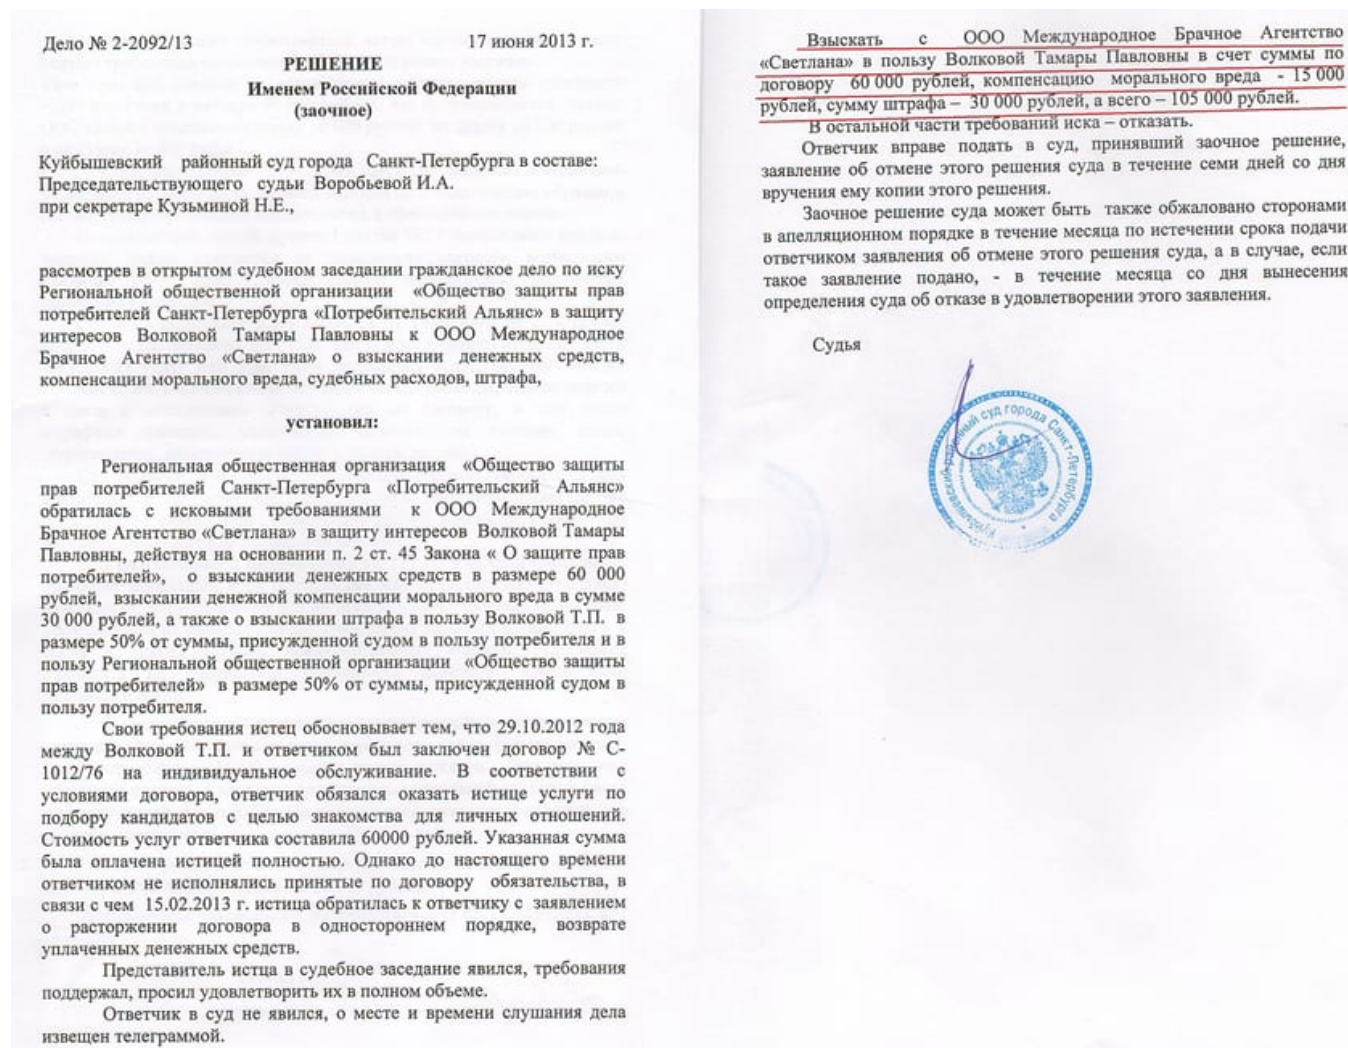 Дело № 2-2092/13 17 июня 2013 г.
РЕШЕНИЕ
Именем Российской Федерации
(заочное)
Куйбышевский районный суд города Санкт-Петербурга в составе:
Председательствующего судьи Воробьевой И.А.
при секретаре Кузьминой Н.Е.,
рассмотрев в открытом судебном заседании гражданское дело по иску
Региональной общественной организации «Общество защиты прав
потребителей Санкт-Петербурга «Потребительский Альянс» в защиту
интересов Волковой Тамары Павловны к ООО Международное
Брачное Агентство «Светлана» о взыскании денежных средств,
компенсации морального вреда, судебных расходов, штрафа,
установил:
Региональная общественная организация «Общество защиты
прав потребителей Санкт-Петербурга «Потребительский Альянс»
обратилась с исковыми требованиями к ООО Международное
Брачное Агентство «Светлана» в защиту интересов Волковой Тамары
Павловны, действуя на основании п. 2 ст. 45 Закона « О защите прав
потребителей», о взыскании денежных средств в размере 60 000
рублей, взыскании денежной компенсации морального вреда в сумме
30 000 рублей, а также о взыскании штрафа в пользу Волковой Т.П. в
размере 50% от суммы, присужденной судом в пользу потребителя и в
пользу Региональной общественной организации «Общество защиты
прав потребителей» в размере 50% от суммы, присужденной судом в
пользу потребителя.
Свои требования истец обосновывает тем, что 29.10.2012 года
между Волковой Т.П. и ответчиком был заключен договор № С-
1012/76 на индивидуальное обслуживание. В соответствии с
условиями договора, ответчик обязался оказать истице услуги по
подбору кандидатов с целью знакомства для личных отношений.
Стоимость услуг ответчика составила 60000 рублей. Указанная сумма
была оплачена истицей полностью. Однако до настоящего времени
ответчиком не исполнялись принятые по договору обязательства, в
связи с чем 15.02.2013 г. истица обратилась к ответчику с заявлением
о расторжении договора в одностороннем порядке, возврате
уплаченных денежных средств.
Представитель истца в судебное заседание явился, требования
поддержал, просил удовлетворить их в полном объеме.
Ответчик в суд не явился, о месте и времени слушания дела
извещен телеграммой.
Взыскать с ООО Международное Брачное Агентство
«Светлана» в пользу Волковой Тамары Павловны в счет суммы по
договору 60 000 рублей, компенсацию морального вреда - 15 000
рублей, сумму штрафа – 30 000 рублей, а всего – 105 000 рублей.
В остальной части требований иска – отказать.
Ответчик вправе подать в суд, принявший заочное решение,
заявление об отмене этого решения суда в течение семи дней со дня
вручения ему копии этого решения.
Заочное решение суда может быть также обжаловано сторонами
в апелляционном порядке в течение месяца по истечении срока подачи
ответчиком заявления об отмене этого решения суда, а в случае, если
такое заявление подано, - в течение месяца со дня вынесения
определения суда об отказе в удовлетворении этого заявления.
Судья
Куйбышевский районный суд города Санкт-Петербурга